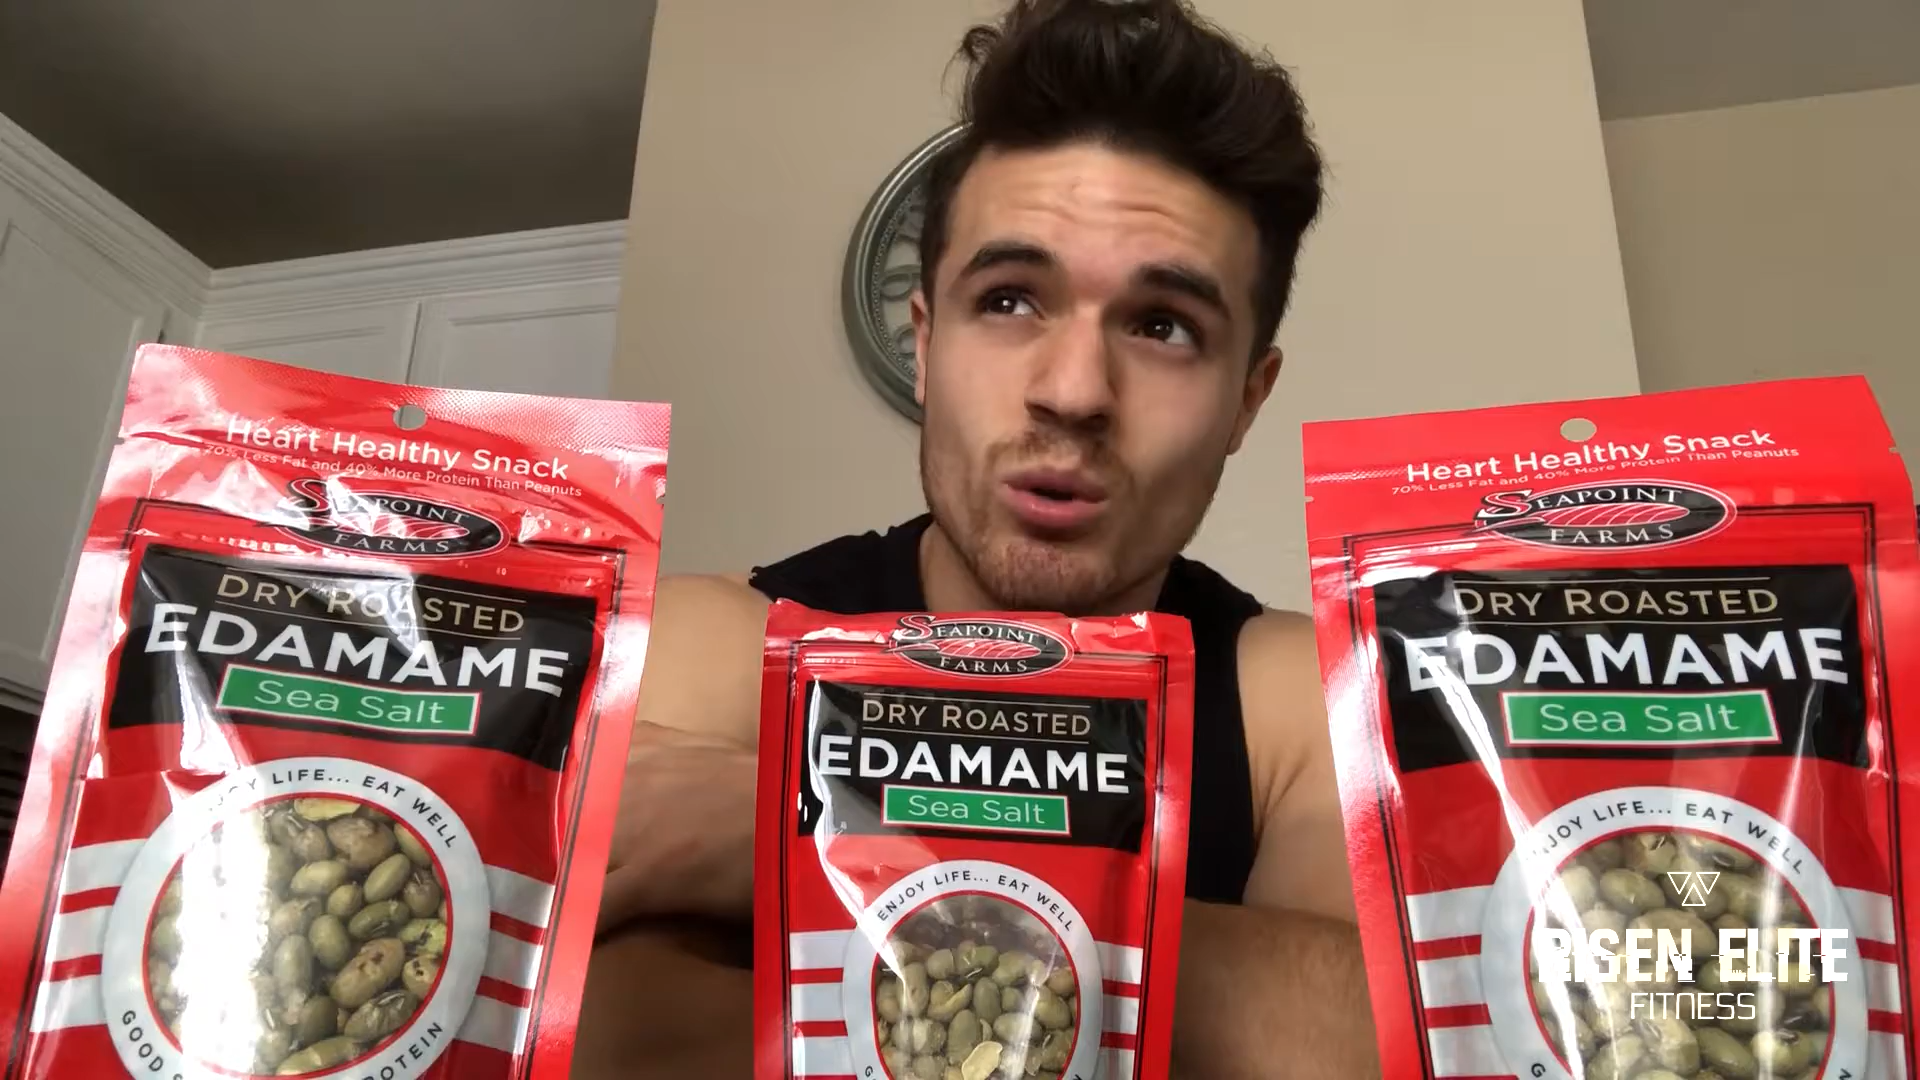 Heart Healthy Snack
70% Less Fat and 40% More Protein Than Peanuts
SEAPOINT
FARMS
DRY ROASTED
EDAMAME
Sea Salt
ENJOY LIFE... EAT WELL
GOOD
PROTEIN
SEAPOINT
FARMS
DRY ROASTED
EDAMAME
Sea Salt
ENJOY LIFE... EAT WELL
Heart Healthy Snack
70% Less Fat and 40% More Protein Than Peanuts
SEAPOINT
FARMS
DRY ROASTED
EDAMAME
Sea Salt
ENJOY LIFE... EAT WELL
RISEN ELITE
FITNESS